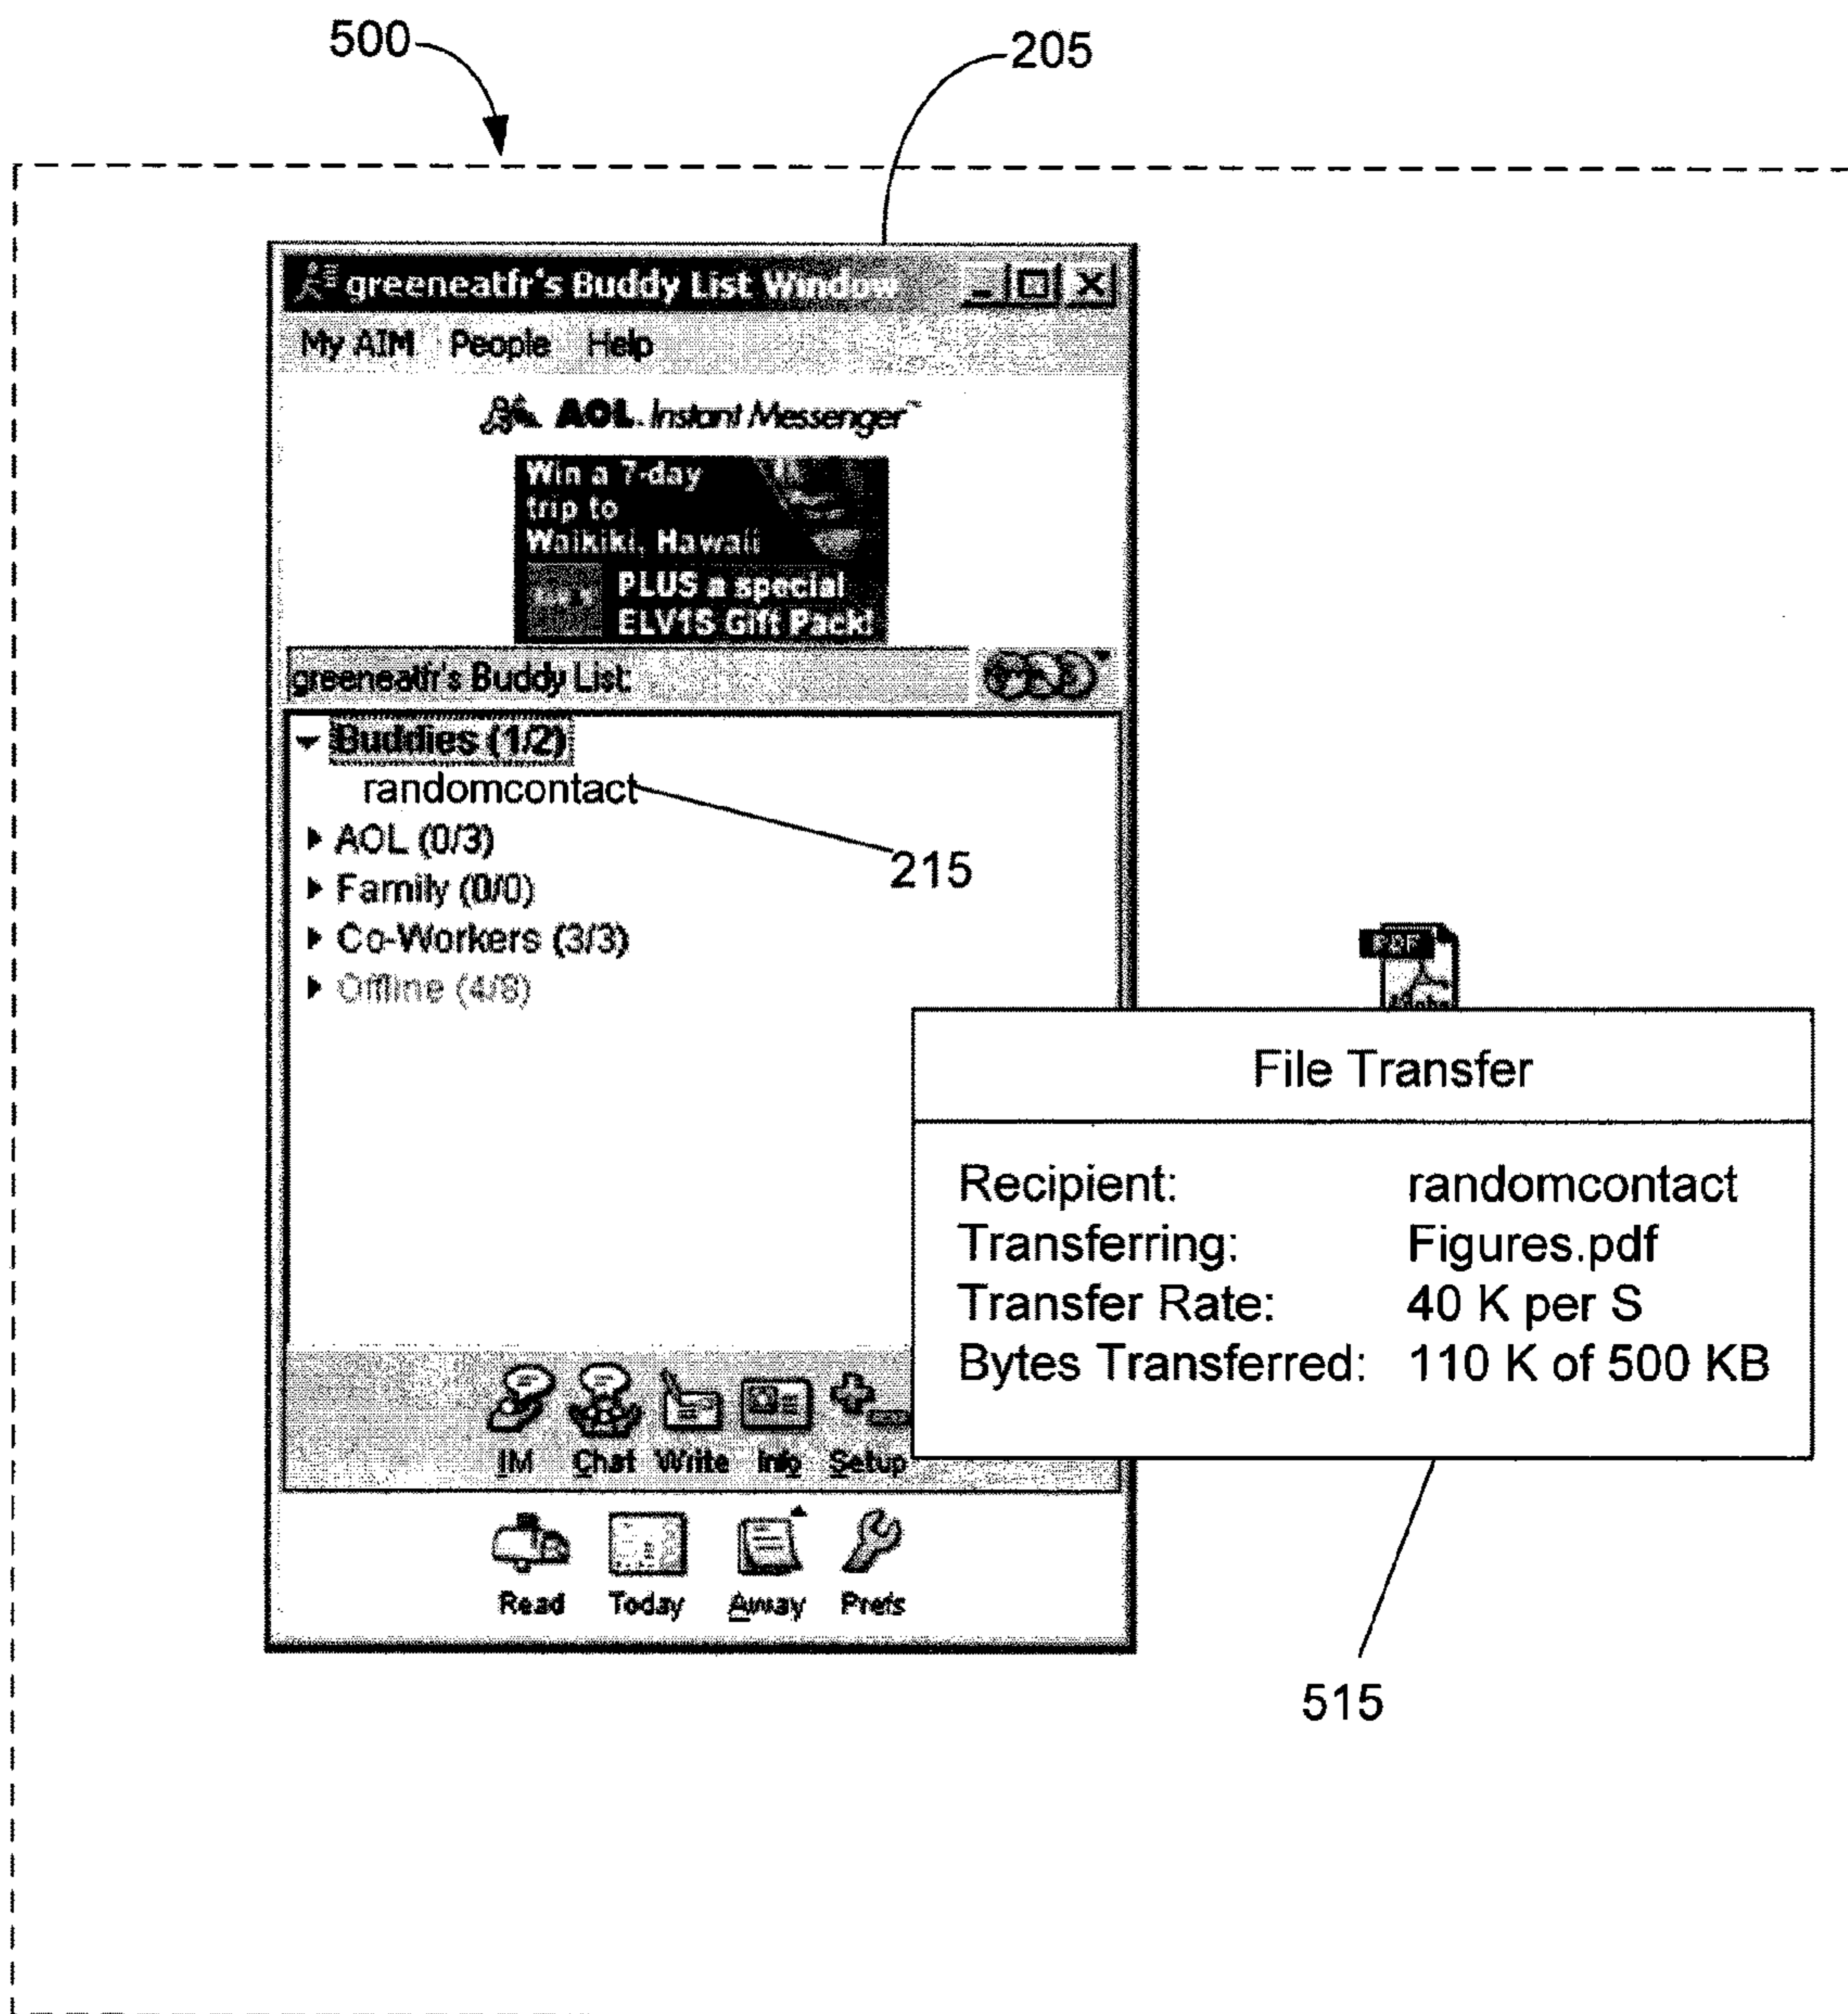 500
205
greeneatfr's Buddy List Window
My AIM People Help
AOL Instant Messenger™
Win a 7-day
trip to
Waikiki, Hawaii
PLUS a special
ELV1S Gift Pack!
greeneatfr's Buddy List:
Buddies (1/2)
randomcontact
AOL (0/3)
215
Family (0/0)
Co-Workers (3/3)
Offline (4/8)
PDF
Adobe
File Transfer
Recipient: randomcontact
Transferring: Figures.pdf
Transfer Rate: 40 K per S
Bytes Transferred: 110 K of 500 KB
IM Chat Write Info Setup
Read Today Away Prefs
515